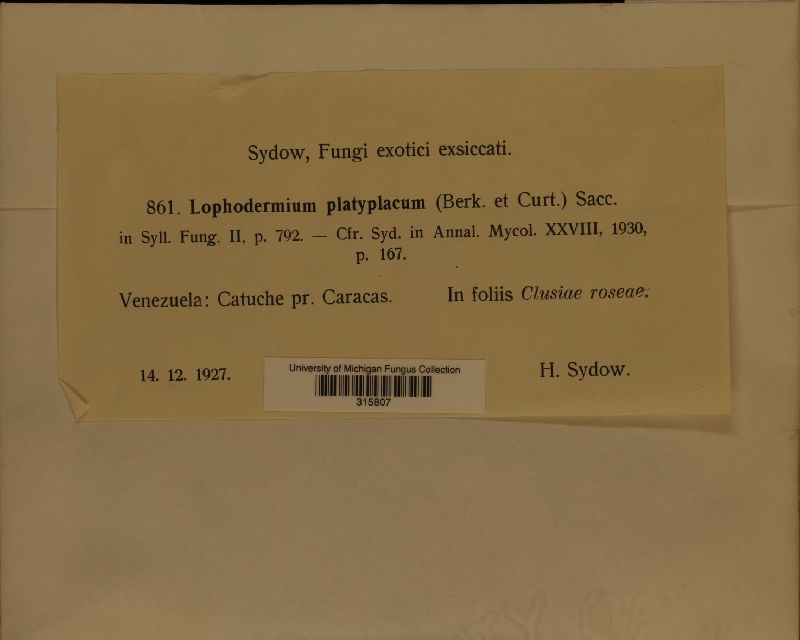 Sydow, Fungi exotici exsiccati.
861. Lophodermium platyplacum (Berk. et Curt.) Sacc.
in Syll. Fung. II, p. 792. — Cfr. Syd. in Annal. Mycol. XXVIII, 1930,
p. 167.
Venezuela: Catuche pr. Caracas. In foliis Clusiae roseae.
14. 12. 1927. H. Sydow.
University of Michigan Fungus Collection
315807